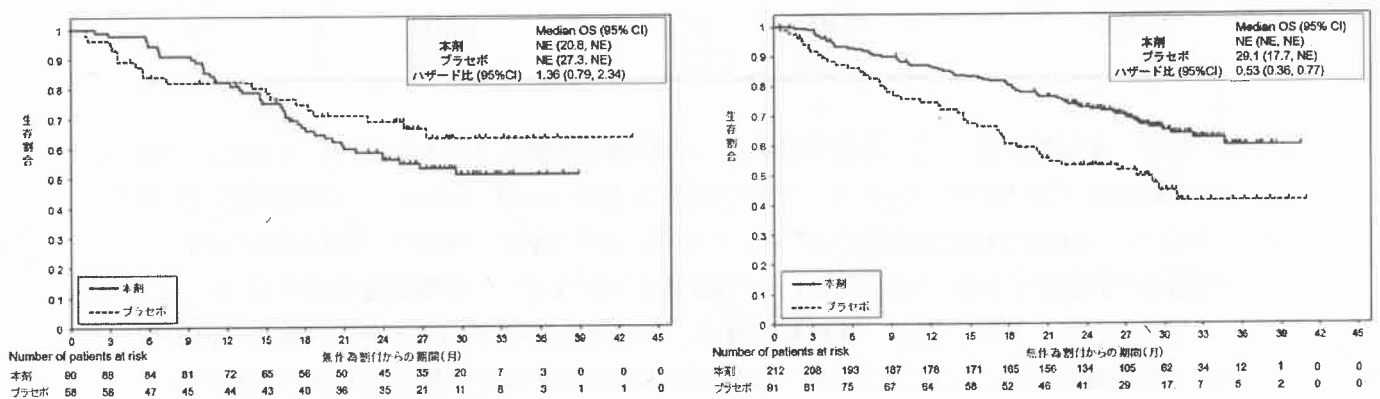 Median OS (95% CI)
本剤 NE (20.8, NE)
プラセボ NE (27.3, NE)
ハザード比 (95%CI) 1.36 (0.79, 2.34)
1
0.9
0.8
0.7
0.6
0.5
0.4
0.3
0.2
0.1
0
生存割合
本剤
プラセボ
0 3 6 9 12 15 18 21 24 27 30 33 36 39 42 45
Number of patients at risk
無作為割付からの期間(月)
本剤 90 88 84 81 72 65 56 50 45 35 20 7 3 0 0 0
プラセボ 58 56 47 45 44 43 40 36 35 21 11 8 3 1 1 0
Median OS (95% CI)
本剤 NE (NE, NE)
プラセボ 29.1 (17.7, NE)
ハザード比 (95%CI) 0.53 (0.36, 0.77)
1
0.9
0.8
0.7
0.6
0.5
0.4
0.3
0.2
0.1
0
生存割合
本剤
プラセボ
0 3 6 9 12 15 18 21 24 27 30 33 36 39 42 45
Number of patients at risk
無作為割付からの期間(月)
本剤 212 208 193 187 178 171 165 156 134 105 62 34 12 1 0 0
プラセボ 91 81 75 67 64 58 52 46 41 29 17 7 5 2 0 0